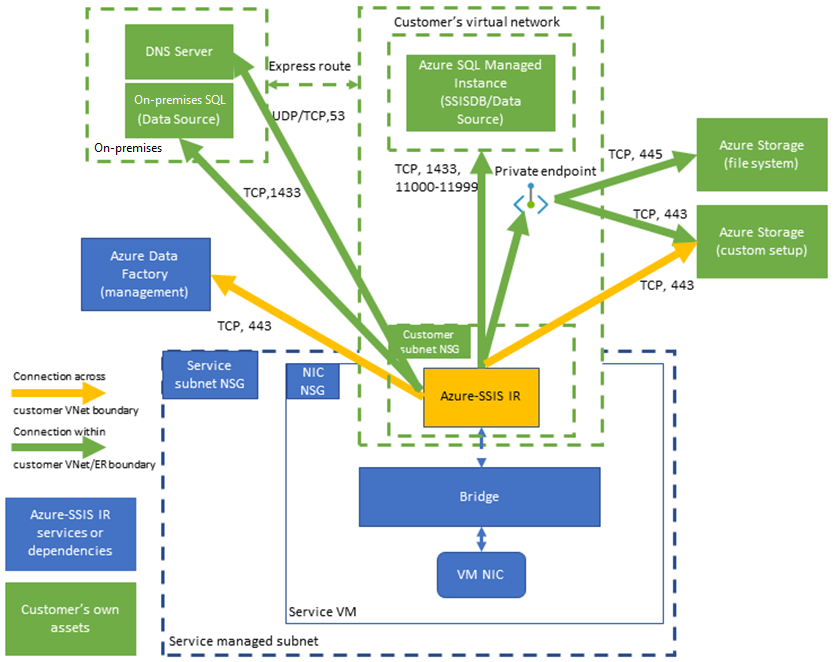 Customer's virtual network
DNS Server
On-premises SQL
(Data Source)
On-premises
Express route
UDP/TCP,53
Azure SQL Managed
Instance
(SSISDB/Data
Source)
TCP, 1433,
11000-11999
Private endpoint
TCP, 445
Azure Storage
(file system)
TCP, 443
Azure Storage
(custom setup)
TCP, 443
TCP,1433
Azure Data
Factory
(management)
TCP, 443
Customer
subnet NSG
Service
subnet NSG
NIC
NSG
Azure-SSIS IR
Bridge
VM NIC
Service VM
Service managed subnet
Connection across
customer VNet boundary
Connection within
customer VNet/ER boundary
Azure-SSIS IR
services or
dependencies
Customer's own
assets